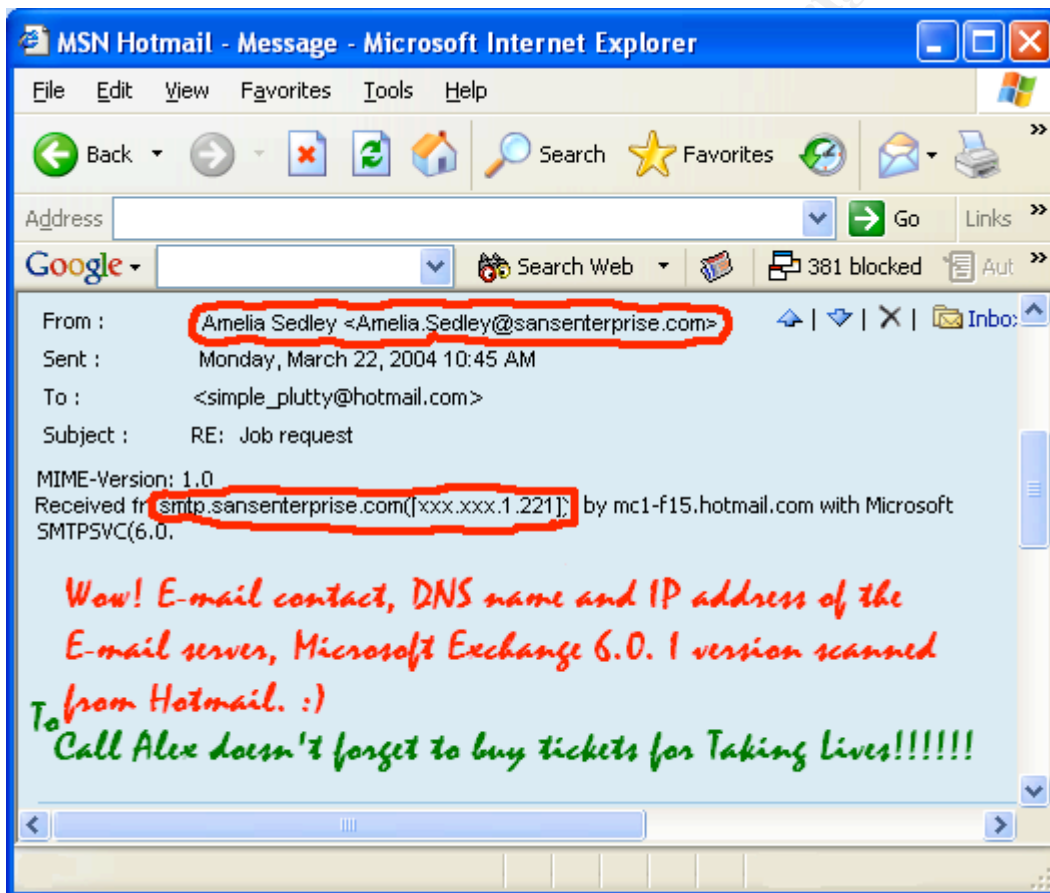 MSN Hotmail - Message - Microsoft Internet Explorer
File Edit View Favorites Tools Help
Back Search Favorites »
Address Go Links »
Google Search Web 381 blocked Aut »
From : Amelia Sedley <Amelia.Sedley@sansenterprise.com> | | X | Inbo
Sent : Monday, March 22, 2004 10:45 AM
To : <simple_plutty@hotmail.com>
Subject : RE: Job request
MIME-Version: 1.0
Received fr smtp.sansenterprise.com([xxx.xxx.1.221]) by mc1-f15.hotmail.com with Microsoft
SMTPSVC(6.0.
Wow! E-mail contact, DNS name and IP address of the
E-mail server, Microsoft Exchange 6.0. I version scanned
from Hotmail. :)
To Call Alex doesn't forget to buy tickets for Taking Lives!!!!!!